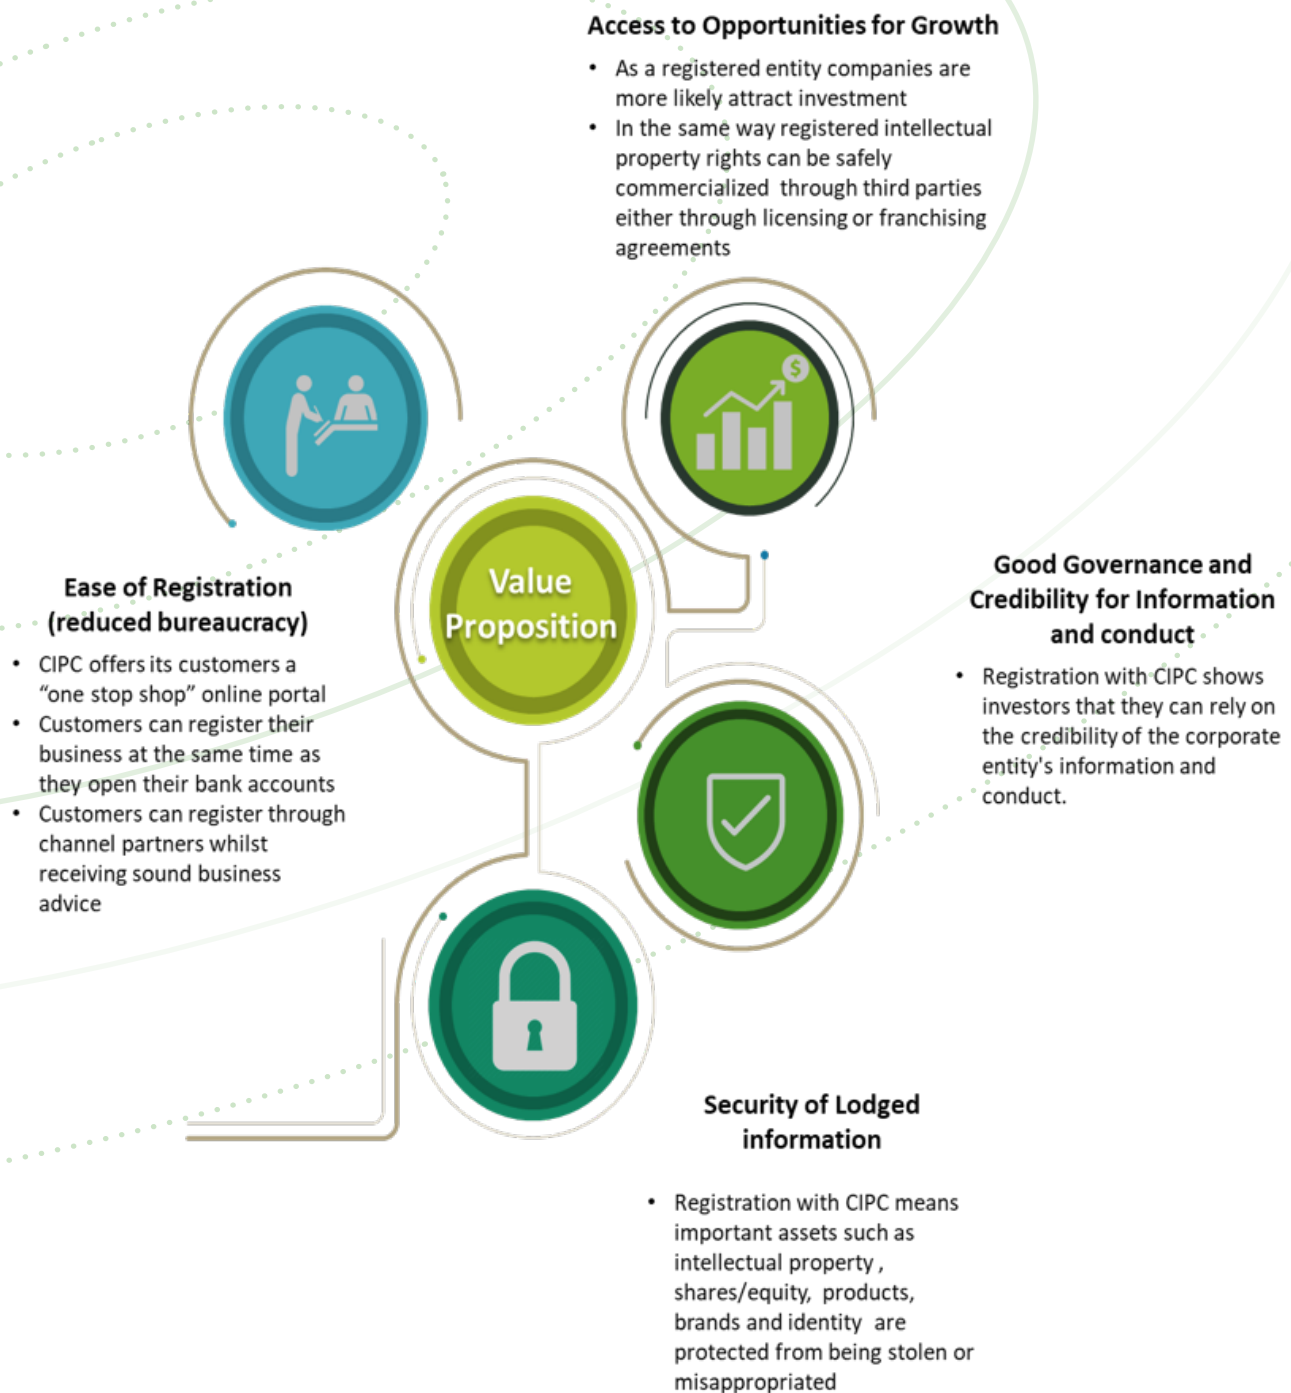 Access to Opportunities for Growth
• As a registered entity companies are
more likely attract investment
• In the same way registered intellectual
property rights can be safely
commercialized through third parties
either through licensing or franchising
agreements
$
Value
Proposition
Ease of Registration
(reduced bureaucracy)
• CIPC offers its customers a
“one stop shop” online portal
• Customers can register their
business at the same time as
they open their bank accounts
• Customers can register through
channel partners whilst
receiving sound business
advice
Good Governance and
Credibility for Information
and conduct
• Registration with CIPC shows
investors that they can rely on
the credibility of the corporate
entity's information and
conduct.
Security of Lodged
information
• Registration with CIPC means
important assets such as
intellectual property ,
shares/equity, products,
brands and identity are
protected from being stolen or
misappropriated